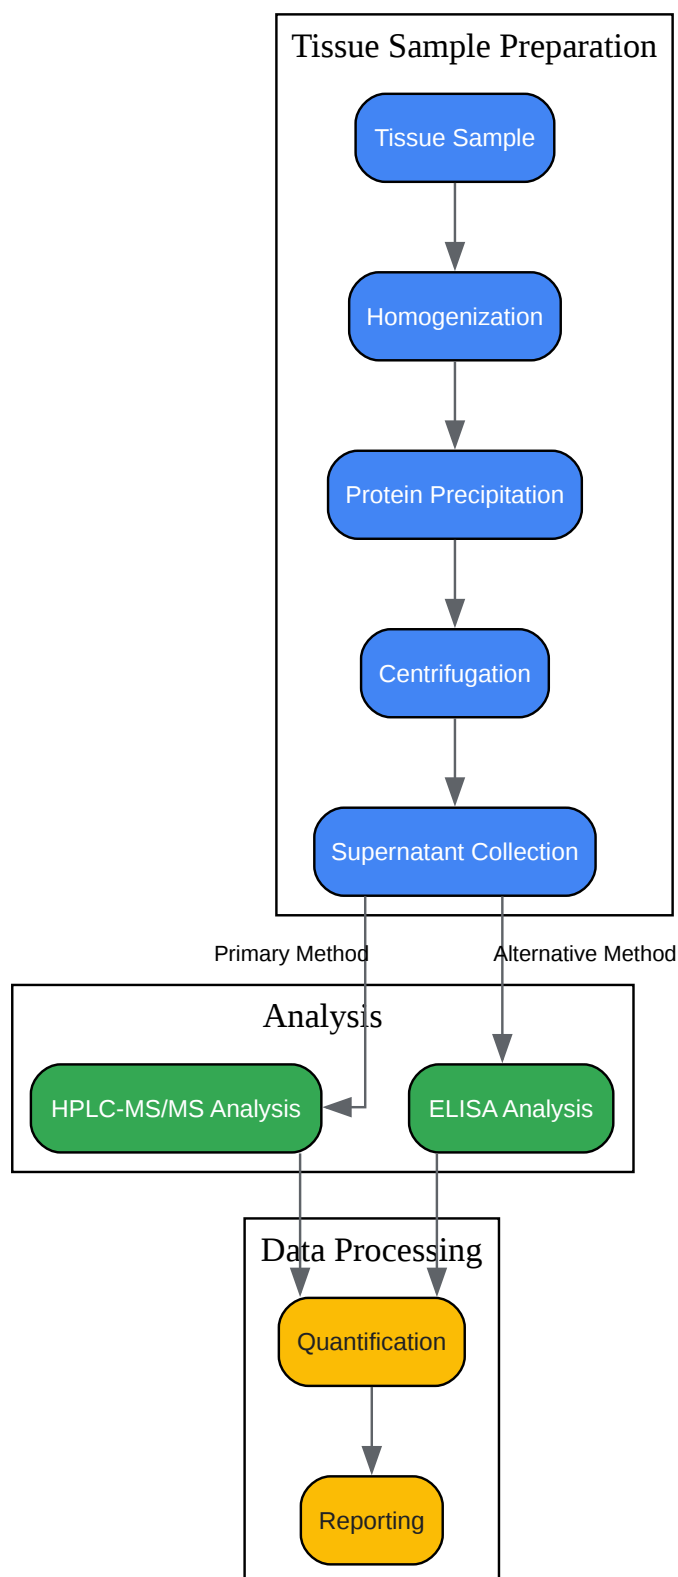 Tissue Sample Preparation
Tissue Sample
Homogenization
Protein Precipitation
Centrifugation
Supernatant Collection
Primary Method
Alternative Method
Analysis
HPLC-MS/MS Analysis
ELISA Analysis
Data Processing
Quantification
Reporting